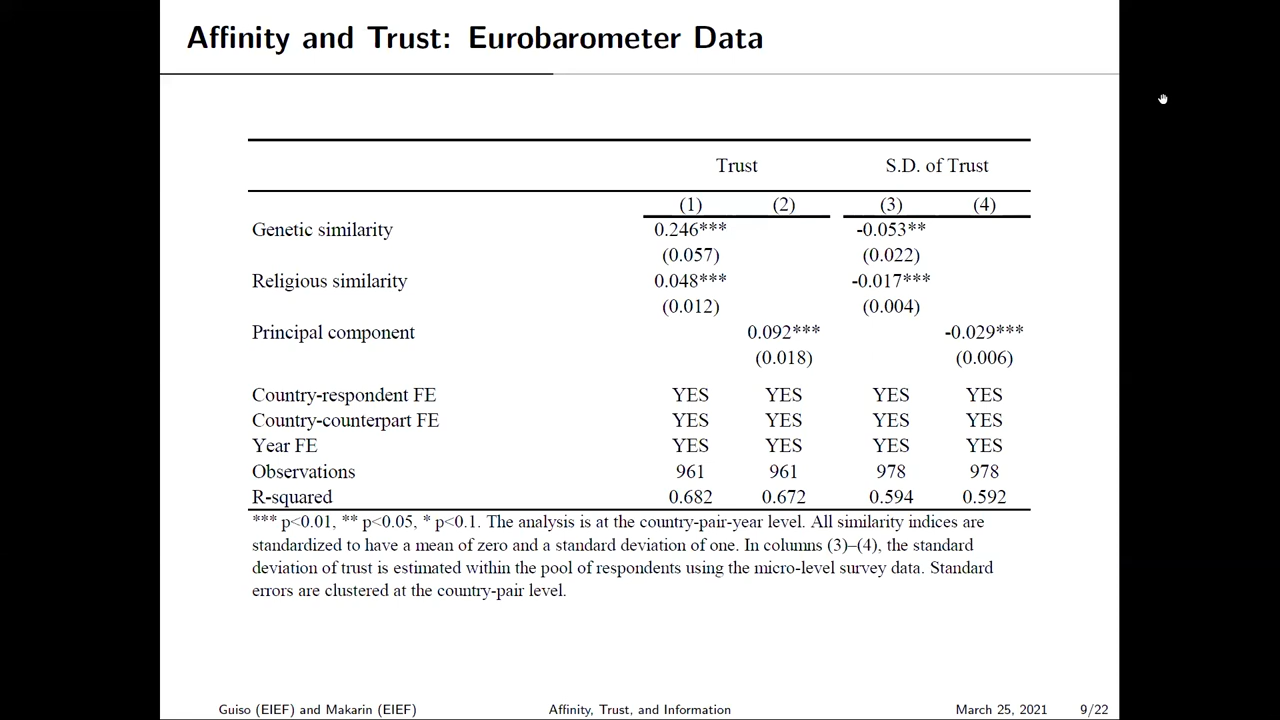 Affinity and Trust: Eurobarometer Data
Trust S.D. of Trust
(1) (2) (3) (4)
Genetic similarity 0.246*** -0.053**
(0.057) (0.022)
Religious similarity 0.048*** -0.017***
(0.012) (0.004)
Principal component 0.092*** -0.029***
(0.018) (0.006)
Country-respondent FE YES YES YES YES
Country-counterpart FE YES YES YES YES
Year FE YES YES YES YES
Observations 961 961 978 978
R-squared 0.682 0.672 0.594 0.592
*** p<0.01, ** p<0.05, * p<0.1. The analysis is at the country-pair-year level. All similarity indices are
standardized to have a mean of zero and a standard deviation of one. In columns (3)–(4), the standard
deviation of trust is estimated within the pool of respondents using the micro-level survey data. Standard
errors are clustered at the country-pair level.
Guiso (EIEF) and Makarin (EIEF) Affinity, Trust, and Information March 25, 2021 9/22